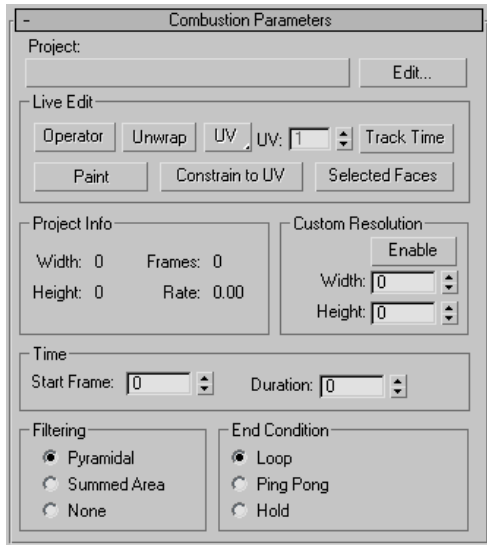 - Combustion Parameters
Project:
Edit...
Live Edit
Operator Unwrap UV UV: 1 Track Time
Paint Constrain to UV Selected Faces
Project Info
Width: 0 Frames: 0
Height: 0 Rate: 0.00
Custom Resolution
Enable
Width: 0
Height: 0
Time
Start Frame: 0 Duration: 0
Filtering
Pyramidal
Summed Area
None
End Condition
Loop
Ping Pong
Hold